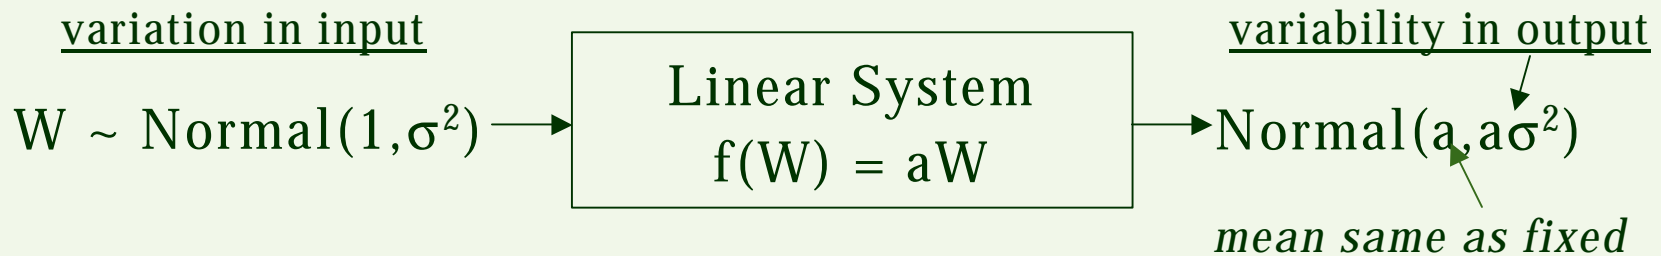 variation in input
W ~ Normal(1,σ²)
Linear System
f(W) = aW
variability in output
Normal(a,aσ²)
mean same as fixed